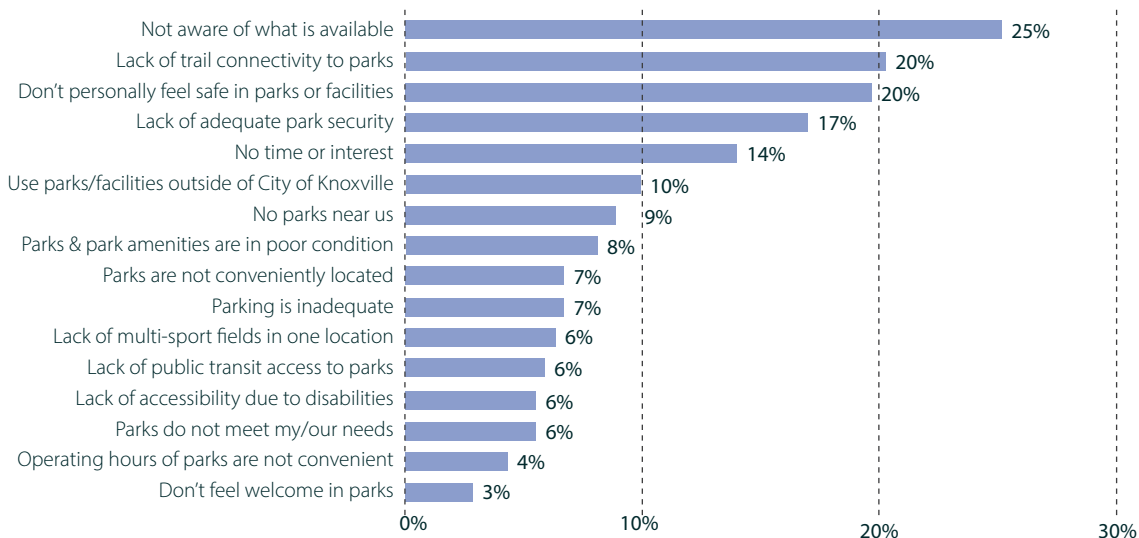 Not aware of what is available 25%
Lack of trail connectivity to parks 20%
Don't personally feel safe in parks or facilities 20%
Lack of adequate park security 17%
No time or interest 14%
Use parks/facilities outside of City of Knoxville 10%
No parks near us 9%
Parks & park amenities are in poor condition 8%
Parks are not conveniently located 7%
Parking is inadequate 7%
Lack of multi-sport fields in one location 6%
Lack of public transit access to parks 6%
Lack of accessibility due to disabilities 6%
Parks do not meet my/our needs 6%
Operating hours of parks are not convenient 4%
Don't feel welcome in parks 3%
0% 10% 20% 30%